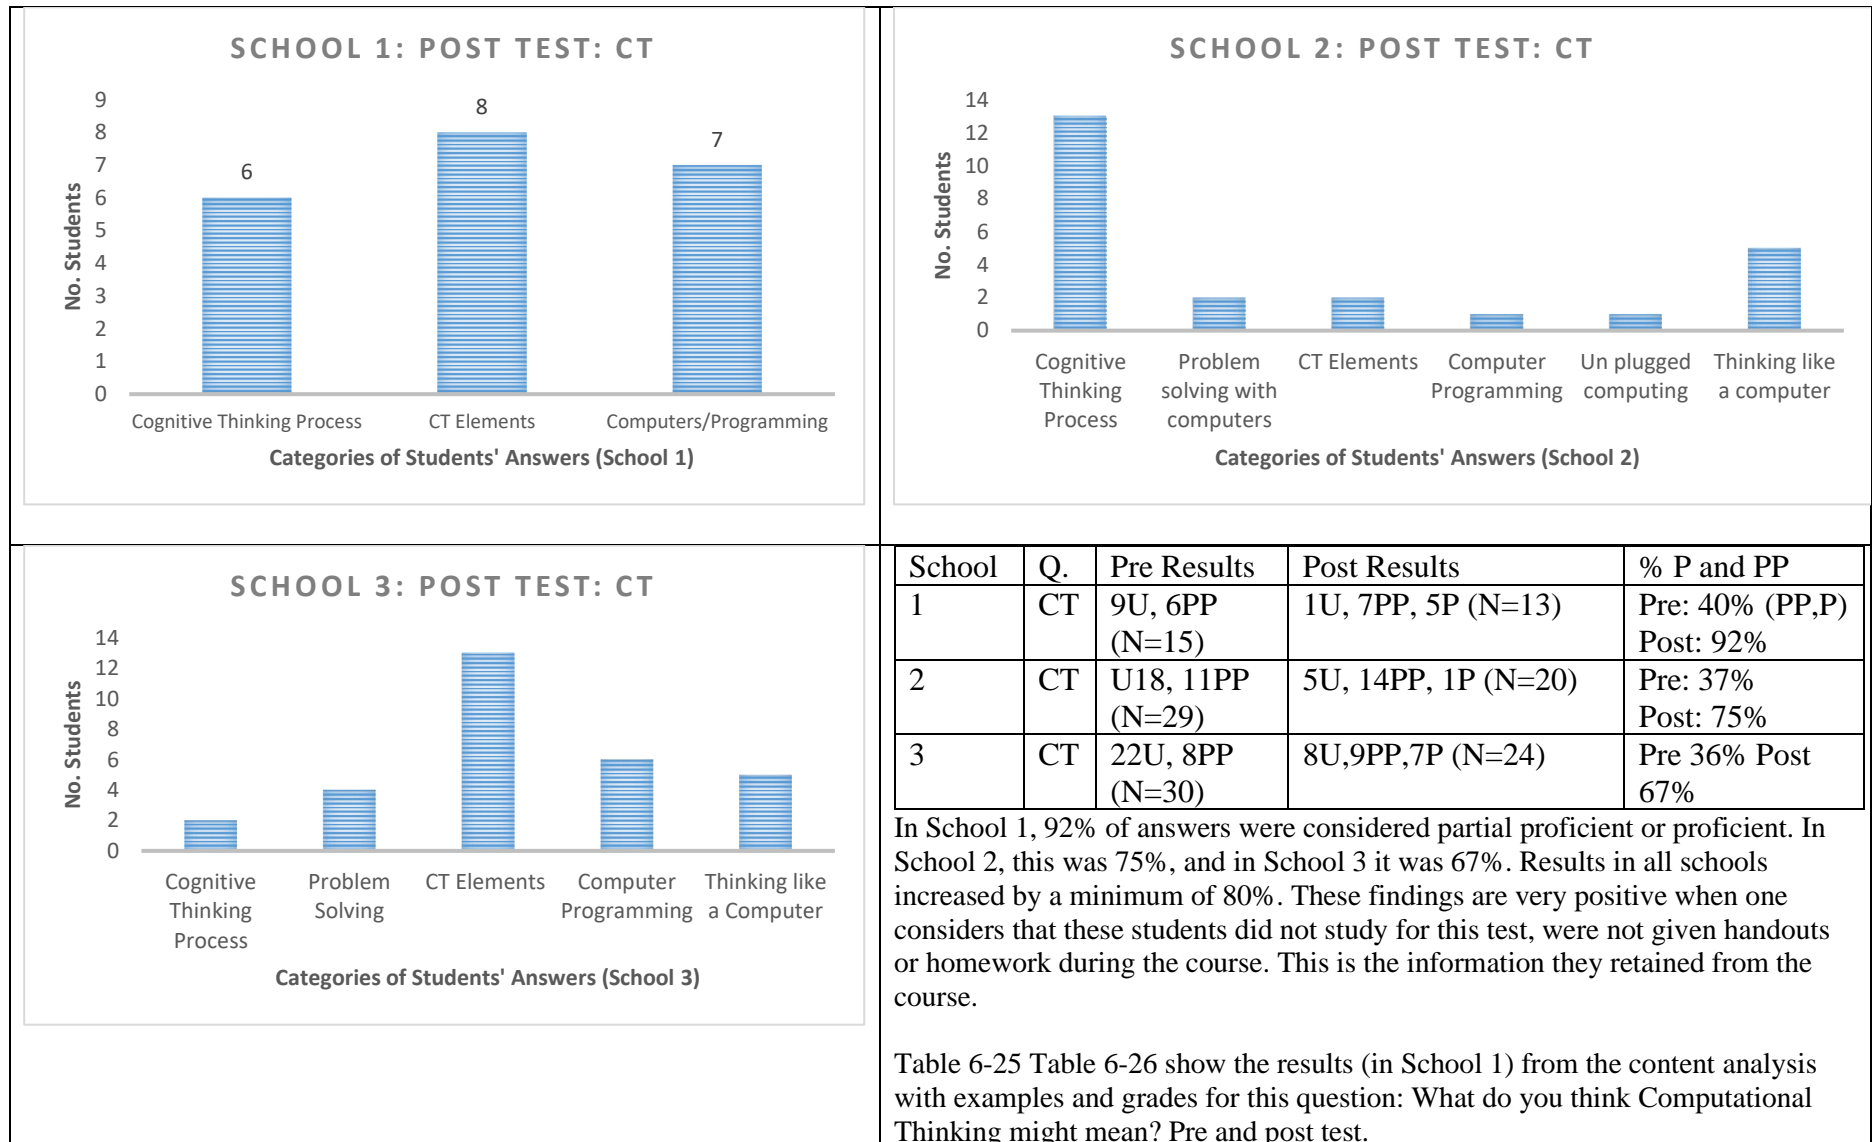 SCHOOL 1: POST TEST: CT
9
8
7
6
5
4
3
2
1
0
No. Students
6
8
7
Cognitive Thinking Process
CT Elements
Computers/Programming
Categories of Students' Answers (School 1)
SCHOOL 2: POST TEST: CT
14
12
10
8
6
4
2
0
No. Students
Cognitive
Thinking
Process
Problem
solving with
computers
CT Elements
Computer
Programming
Un plugged
computing
Thinking like
a computer
Categories of Students' Answers (School 2)
SCHOOL 3: POST TEST: CT
14
12
10
8
6
4
2
0
No. Students
Cognitive
Thinking
Process
Problem
Solving
CT Elements
Computer
Programming
Thinking like
a Computer
Categories of Students' Answers (School 3)
School Q. Pre Results Post Results % P and PP
1 CT 9U, 6PP 1U, 7PP, 5P (N=13) Pre: 40% (PP,P)
(N=15) Post: 92%
2 CT U18, 11PP 5U, 14PP, 1P (N=20) Pre: 37%
(N=29) Post: 75%
3 CT 22U, 8PP 8U,9PP,7P (N=24) Pre 36% Post
(N=30) 67%
In School 1, 92% of answers were considered partial proficient or proficient. In
School 2, this was 75%, and in School 3 it was 67%. Results in all schools
increased by a minimum of 80%. These findings are very positive when one
considers that these students did not study for this test, were not given handouts
or homework during the course. This is the information they retained from the
course.
Table 6-25 Table 6-26 show the results (in School 1) from the content analysis
with examples and grades for this question: What do you think Computational
Thinking might mean? Pre and post test.